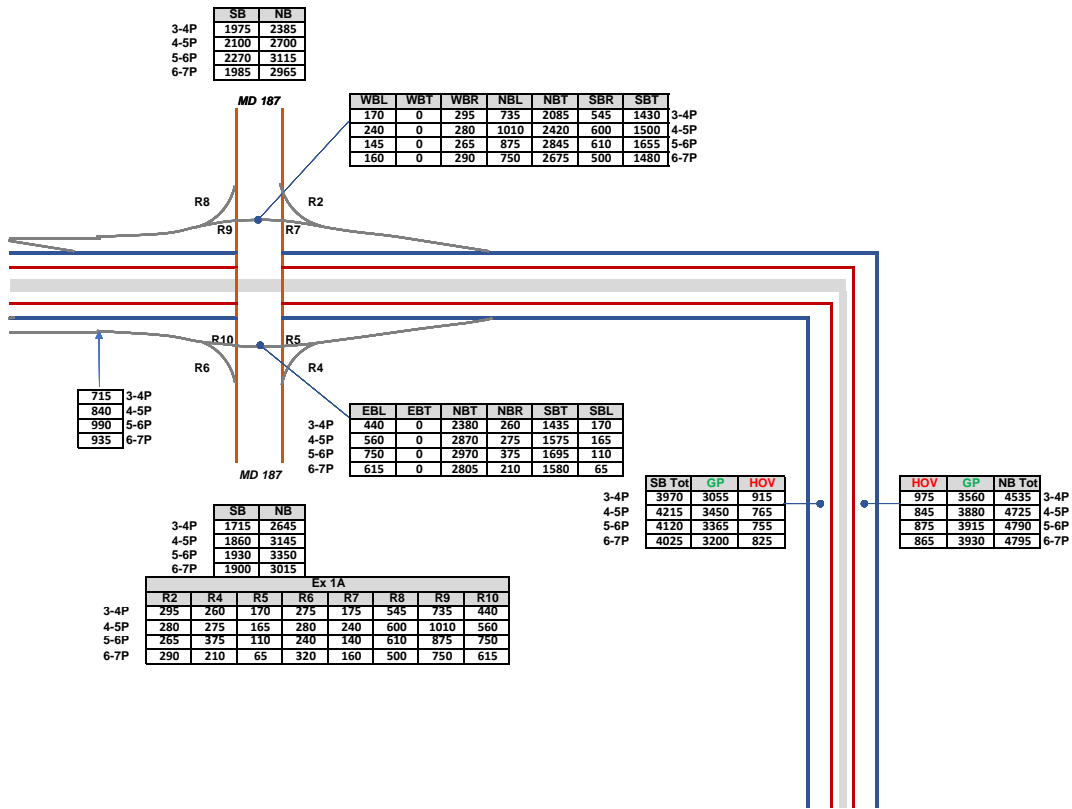 SB NB
3-4P 1975 2385
4-5P 2100 2700
5-6P 2270 3115
6-7P 1985 2965
MD 187
WBL WBT WBR NBL NBT SBR SBT
170 0 295 735 2085 545 1430 3-4P
240 0 280 1010 2420 600 1500 4-5P
145 0 265 875 2845 610 1655 5-6P
160 0 290 750 2675 500 1480 6-7P
R8 R2
R9 R7
R10 R5
R6 R4
715 3-4P
840 4-5P
990 5-6P
935 6-7P
EBL EBT NBT NBR SBT SBL
3-4P 440 0 2380 260 1435 170
4-5P 560 0 2870 275 1575 165
5-6P 750 0 2970 375 1695 110
6-7P 615 0 2805 210 1580 65
MD 187
SB Tot GP HOV
3-4P 3970 3055 915
4-5P 4215 3450 765
5-6P 4120 3365 755
6-7P 4025 3200 825
HOV GP NB Tot
975 3560 4535 3-4P
845 3880 4725 4-5P
875 3915 4790 5-6P
865 3930 4795 6-7P
SB NB
3-4P 1715 2645
4-5P 1860 3145
5-6P 1930 3350
6-7P 1900 3015
Ex 1A
R2 R4 R5 R6 R7 R8 R9 R10
3-4P 295 260 170 275 175 545 735 440
4-5P 280 275 165 280 240 600 1010 560
5-6P 265 375 110 240 140 610 875 750
6-7P 290 210 65 320 160 500 750 615